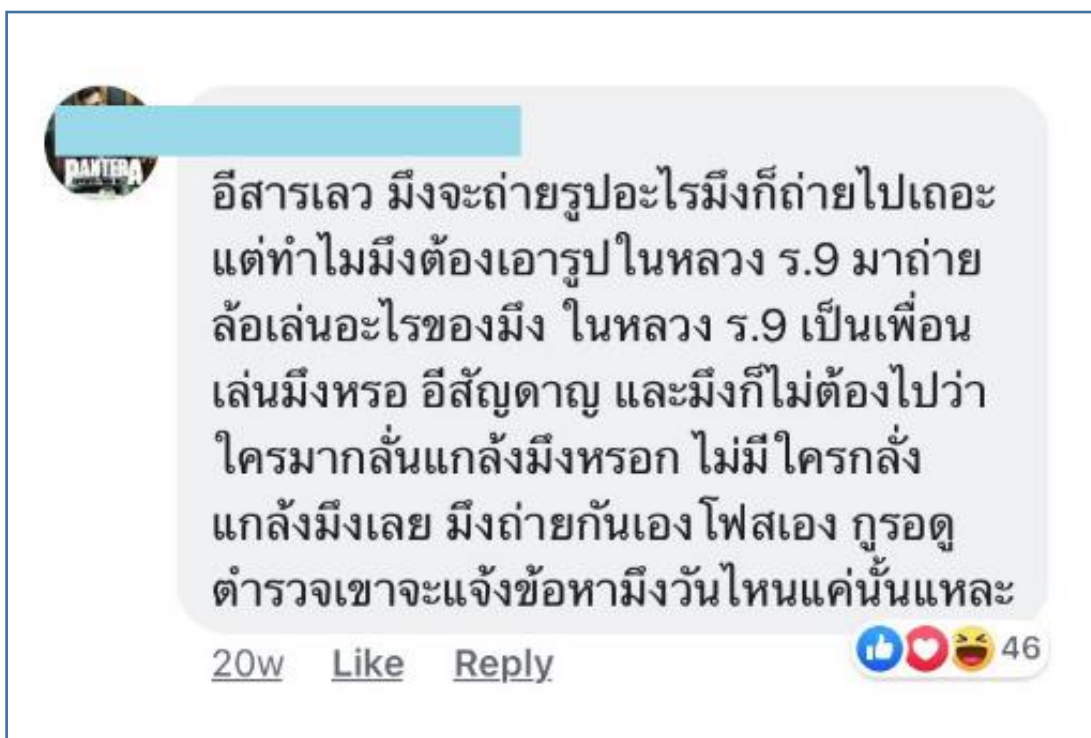 PANTERA
อีสารเลว มึงจะถ่ายรูปอะไรมึงก็ถ่ายไปเถอะ
แต่ทำไมมึงต้องเอารูปในหลวง ร.9 มาถ่าย
ล้อเล่นอะไรของมึง ในหลวง ร.9 เป็นเพื่อน
เล่นมึงหรอ อีสัญดาญ และมึงก็ไม่ต้องไปว่า
ใครมากลั่นแกล้งมึงหรอก ไม่มีใครกลั่ง
แกล้งมึงเลย มึงถ่ายกันเองโฟสเอง กูรอดู
ตำรวจเขาจะแจ้งข้อหามึงวันไหนแค่นั้นแหละ
20w Like Reply 46